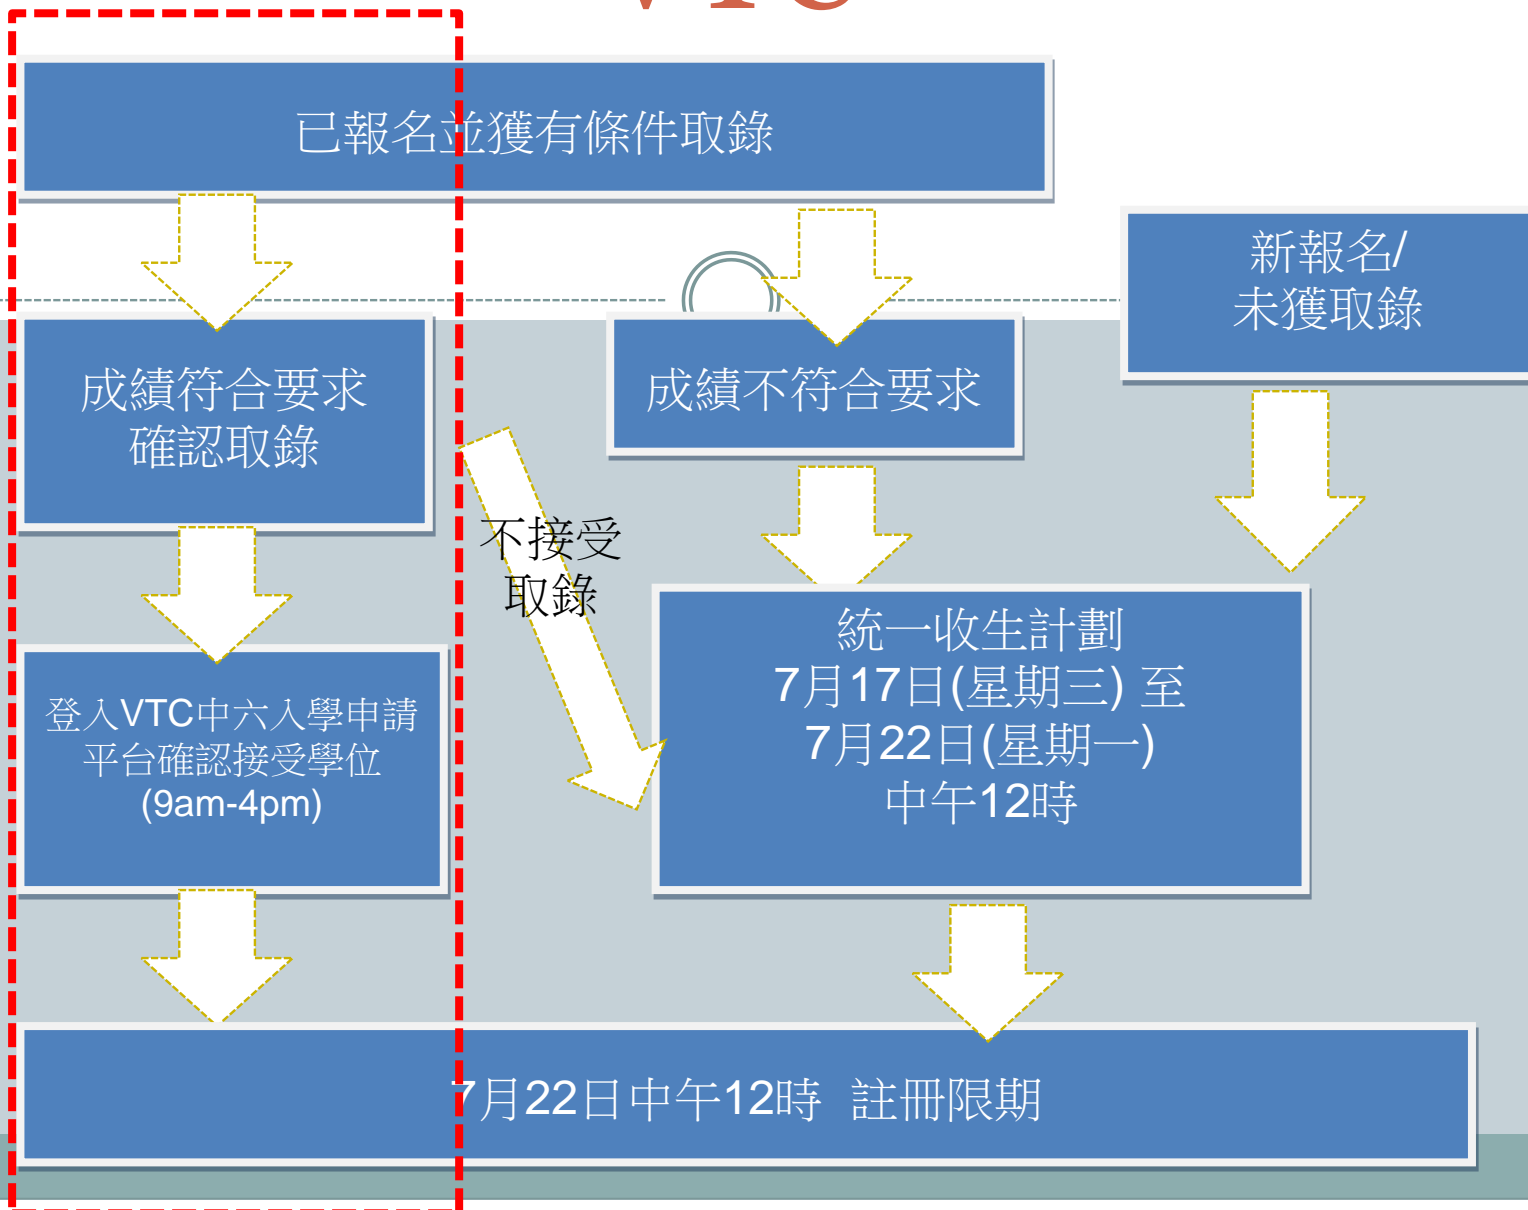 VTC
已報名並獲有條件取錄
新報名/
未獲取錄
成績符合要求
確認取錄
成績不符合要求
不接受
取錄
登入VTC中六入學申請
平台確認接受學位
(9am-4pm)
統一收生計劃
7月17日(星期三) 至
7月22日(星期一)
中午12時
7月22日中午12時 註冊限期